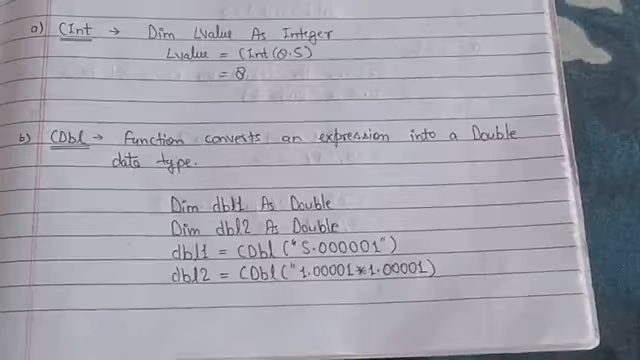 a) CInt → Dim Lvalue As Integer
Lvalue = CInt(8.5)
= 8
b) CDbl → Function converts an expression into a Double
data type.
Dim dbl1 As Double
Dim dbl2 As Double
dbl1 = CDbl ("5.000001")
dbl2 = CDbl ("1.00001*1.00001)